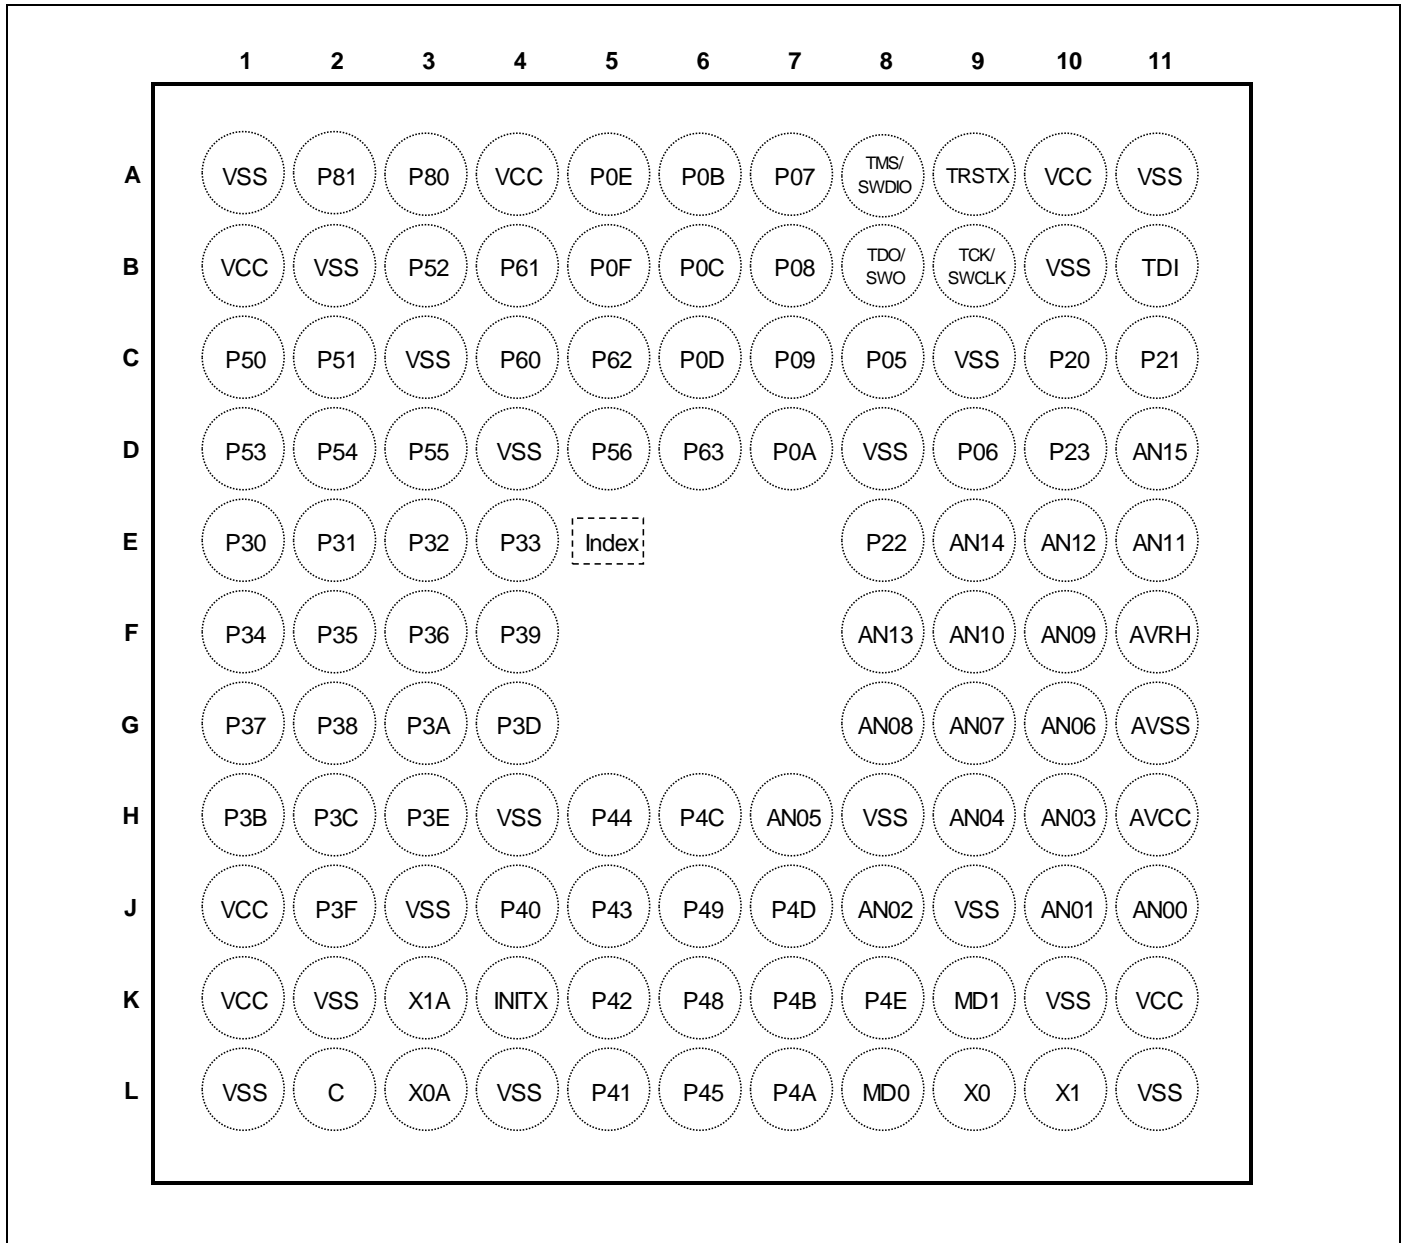 1 2 3 4 5 6 7 8 9 10 11
A VSS P81 P80 VCC P0E P0B P07 TMS/ SWDIO TRSTX VCC VSS
B VCC VSS P52 P61 P0F P0C P08 TDO/ SWO TCK/ SWCLK VSS TDI
C P50 P51 VSS P60 P62 P0D P09 P05 VSS P20 P21
D P53 P54 P55 VSS P56 P63 P0A VSS P06 P23 AN15
E P30 P31 P32 P33 Index P22 AN14 AN12 AN11
F P34 P35 P36 P39 AN13 AN10 AN09 AVRH
G P37 P38 P3A P3D AN08 AN07 AN06 AVSS
H P3B P3C P3E VSS P44 P4C AN05 VSS AN04 AN03 AVCC
J VCC P3F VSS P40 P43 P49 P4D AN02 VSS AN01 AN00
K VCC VSS X1A INITX P42 P48 P4B P4E MD1 VSS VCC
L VSS C X0A VSS P41 P45 P4A MD0 X0 X1 VSS